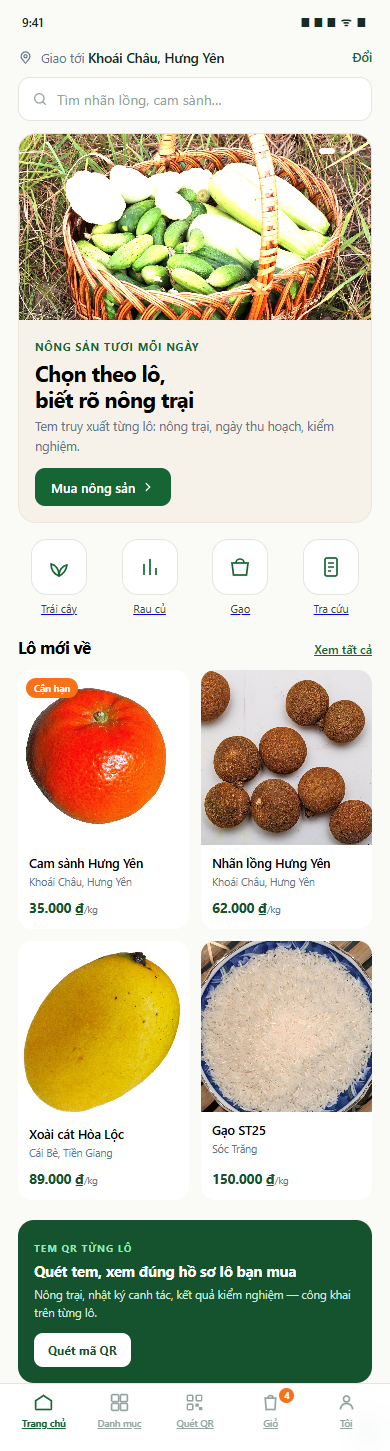 9:41
Giao tới Khoái Châu, Hưng Yên Đổi
Tìm nhãn lồng, cam sành...
NÔNG SẢN TƯƠI MỖI NGÀY
Chọn theo lô,
biết rõ nông trại
Tem truy xuất từng lô: nông trại, ngày thu hoạch, kiểm
nghiệm.
Mua nông sản
Trái cây Rau củ Gạo Tra cứu
Lô mới về Xem tất cả
Cận hạn
Cam sành Hưng Yên
Khoái Châu, Hưng Yên
35.000 ₫/kg
Nhãn lồng Hưng Yên
Khoái Châu, Hưng Yên
62.000 ₫/kg
Xoài cát Hòa Lộc
Cái Bè, Tiền Giang
89.000 ₫/kg
Gạo ST25
Sóc Trăng
150.000 ₫/kg
TEM QR TỪNG LÔ
Quét tem, xem đúng hồ sơ lô bạn mua
Nông trại, nhật ký canh tác, kết quả kiểm nghiệm — công khai
trên từng lô.
Quét mã QR
4
Trang chủ Danh mục Quét QR Giỏ Tôi